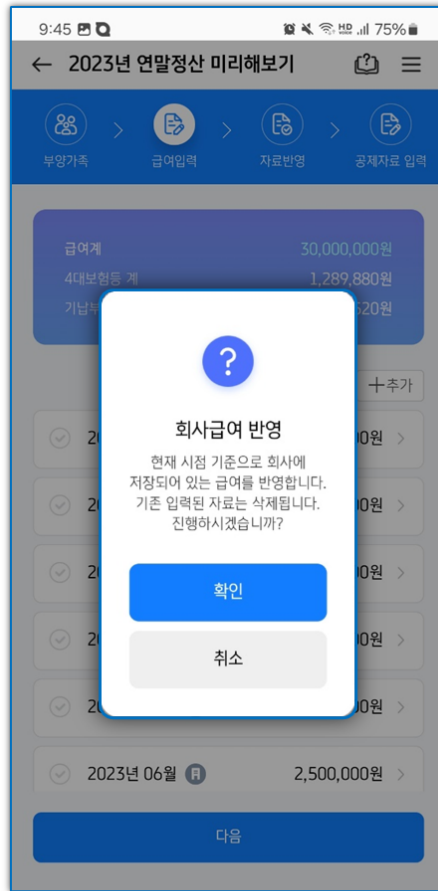 9:45
HD
75%
2023년 연말정산 미리해보기
부양가족
급여입력
자료반영
공제자료 입력
급여계 30,000,000원
4대보험등 계 1,289,880원
추가
?
회사급여 반영
현재 시점 기준으로 회사에
저장되어 있는 급여를 반영합니다.
기존 입력된 자료는 삭제됩니다.
진행하시겠습니까?
확인
취소
2023년 06월 2,500,000원
다음